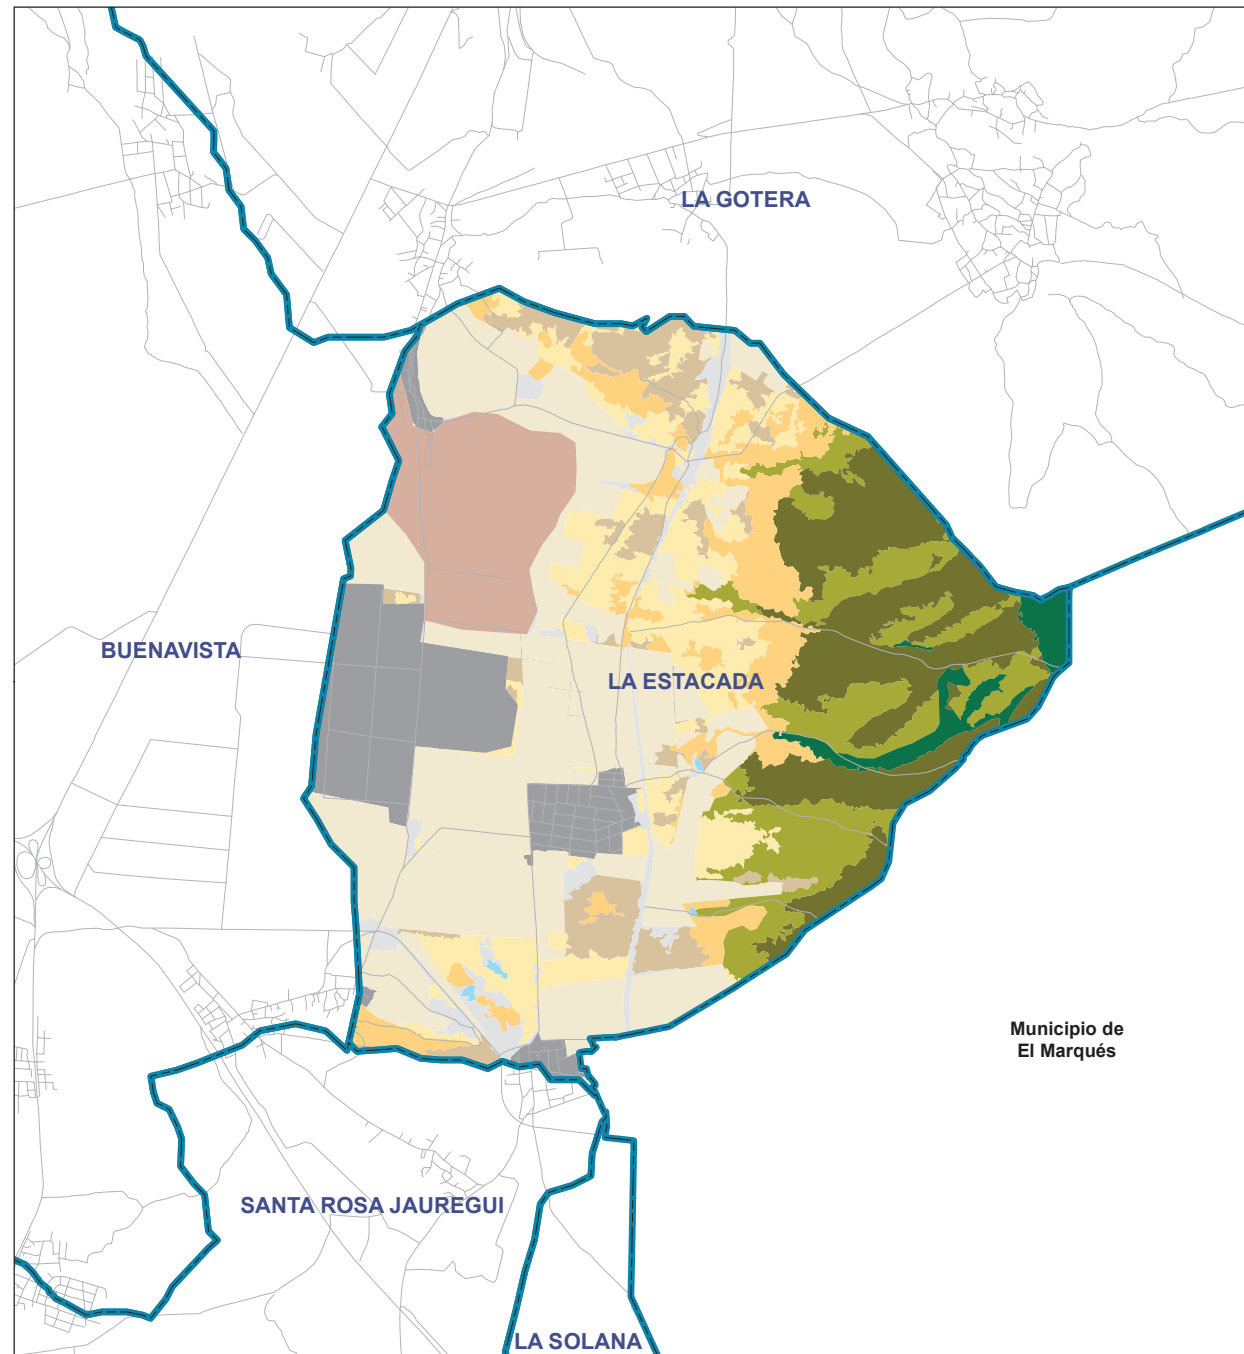 LA GOTERA
BUENAVISTA
LA ESTACADA
Municipio de
El Marqués
SANTA ROSA JAUREGUI
LA SOLANA